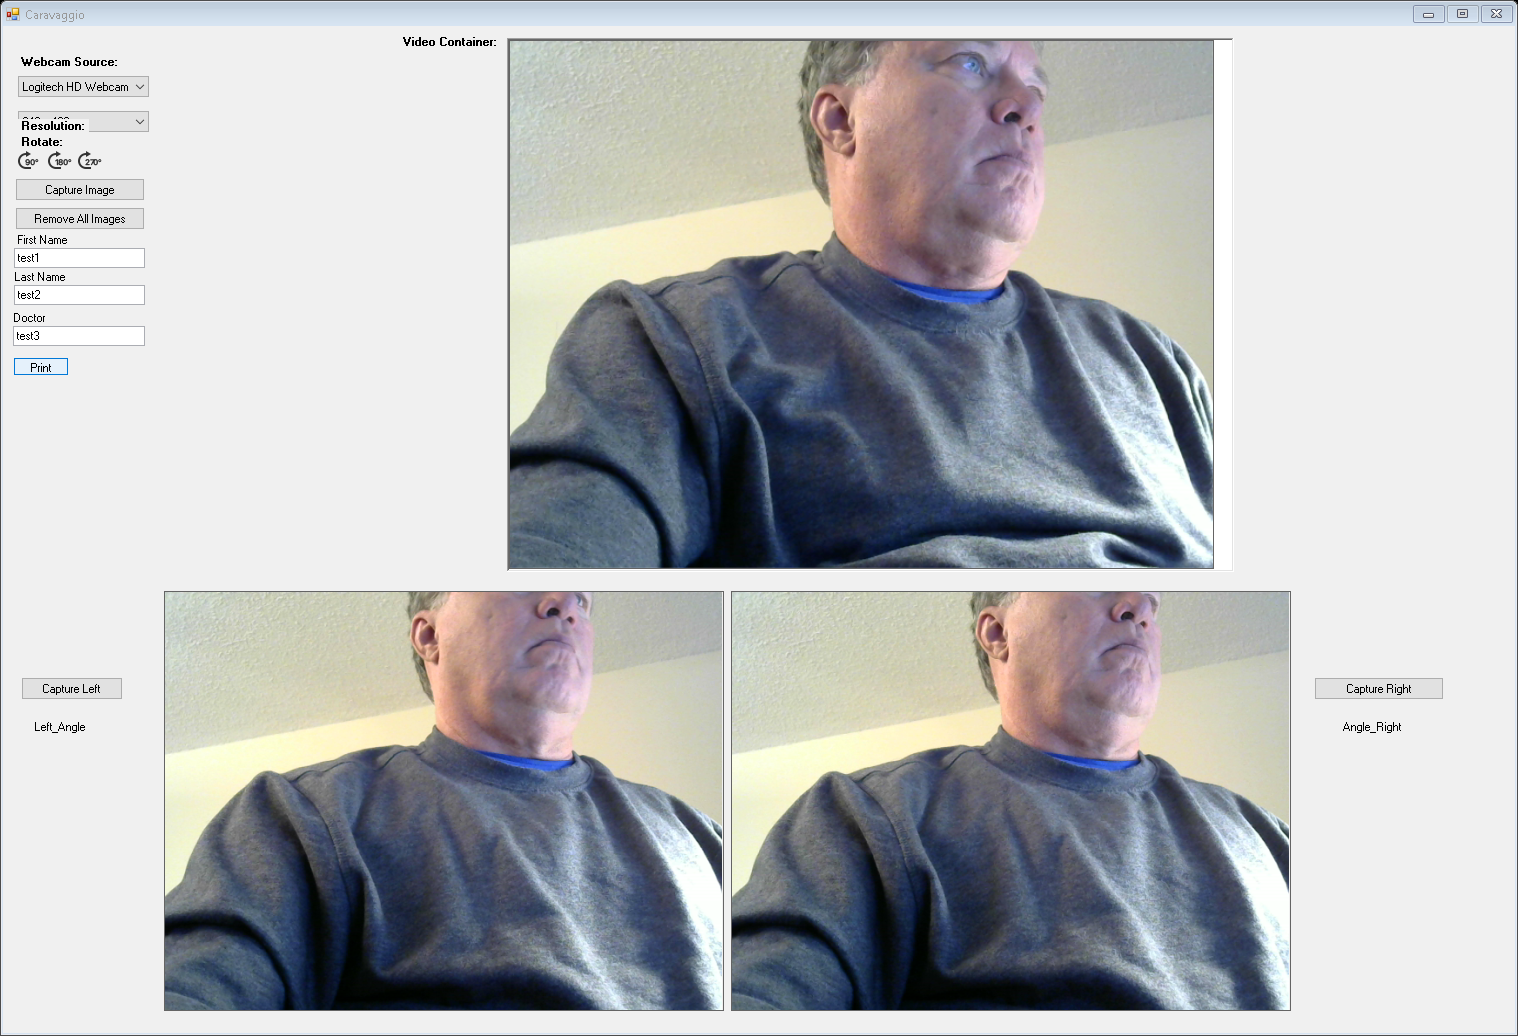 Caravaggio
Video Container:
Webcam Source:
Logitech HD Webcam
Resolution:
Rotate:
90° 180° 270°
Capture Image
Remove All Images
First Name
test1
Last Name
test2
Doctor
test3
Print
Capture Left
Capture Right
Left_Angle
Angle_Right